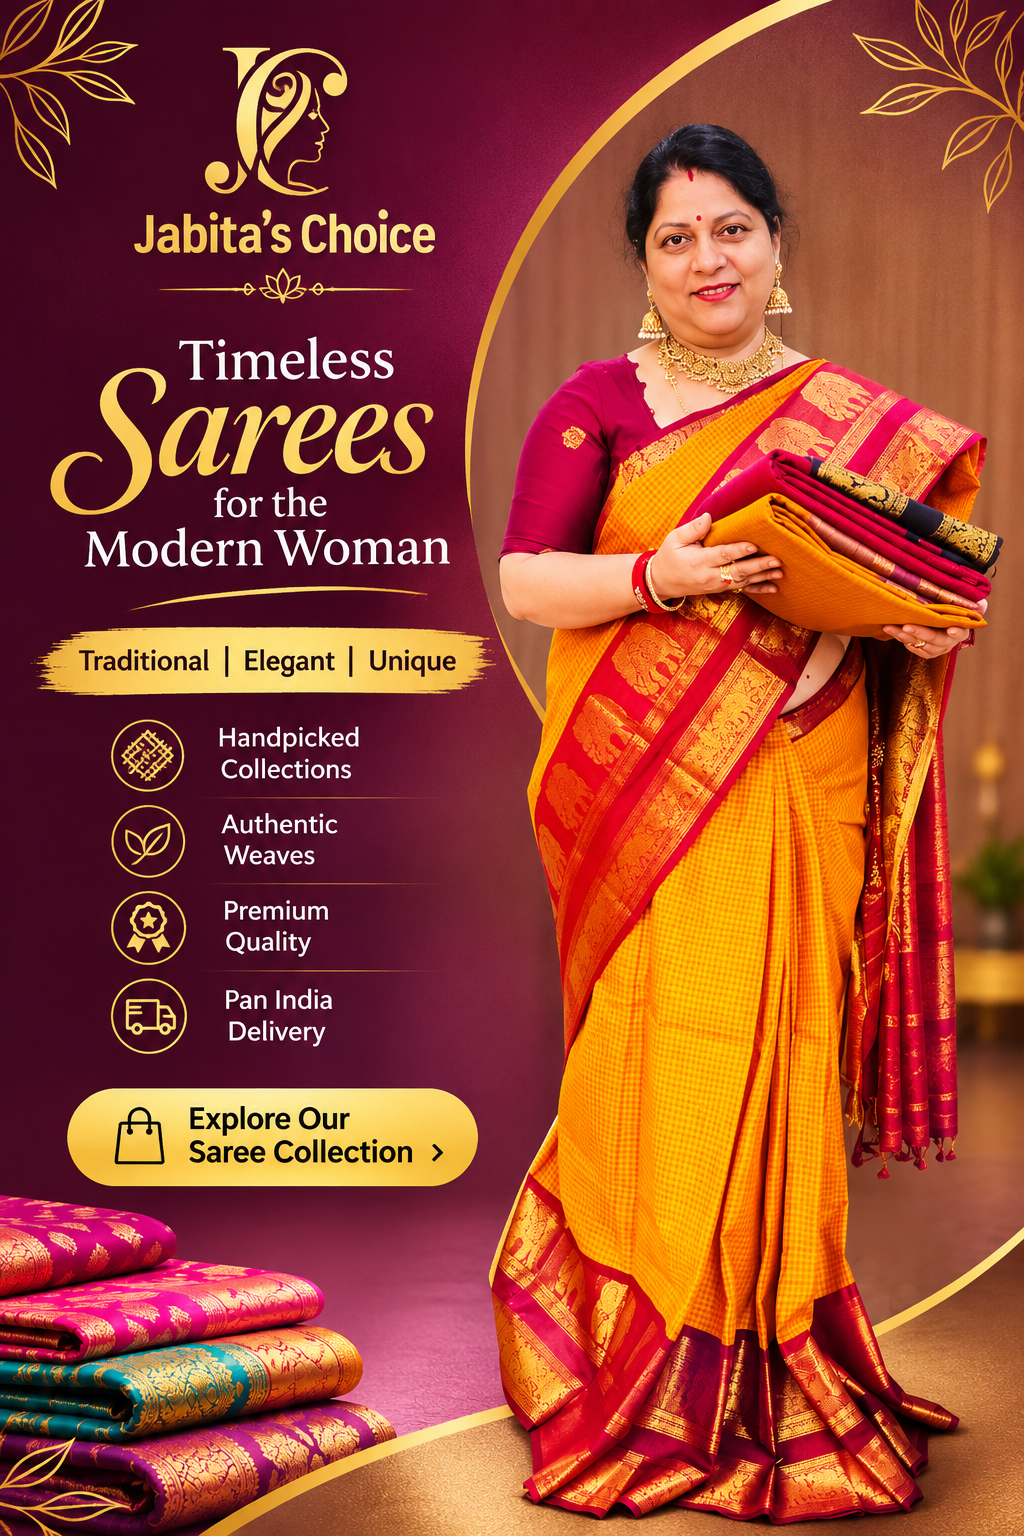 JC
Jabita's Choice
Timeless
Sarees
for the
Modern Woman
Traditional | Elegant | Unique
Handpicked
Collections
Authentic
Weaves
Premium
Quality
Pan India
Delivery
Explore Our
Saree Collection >